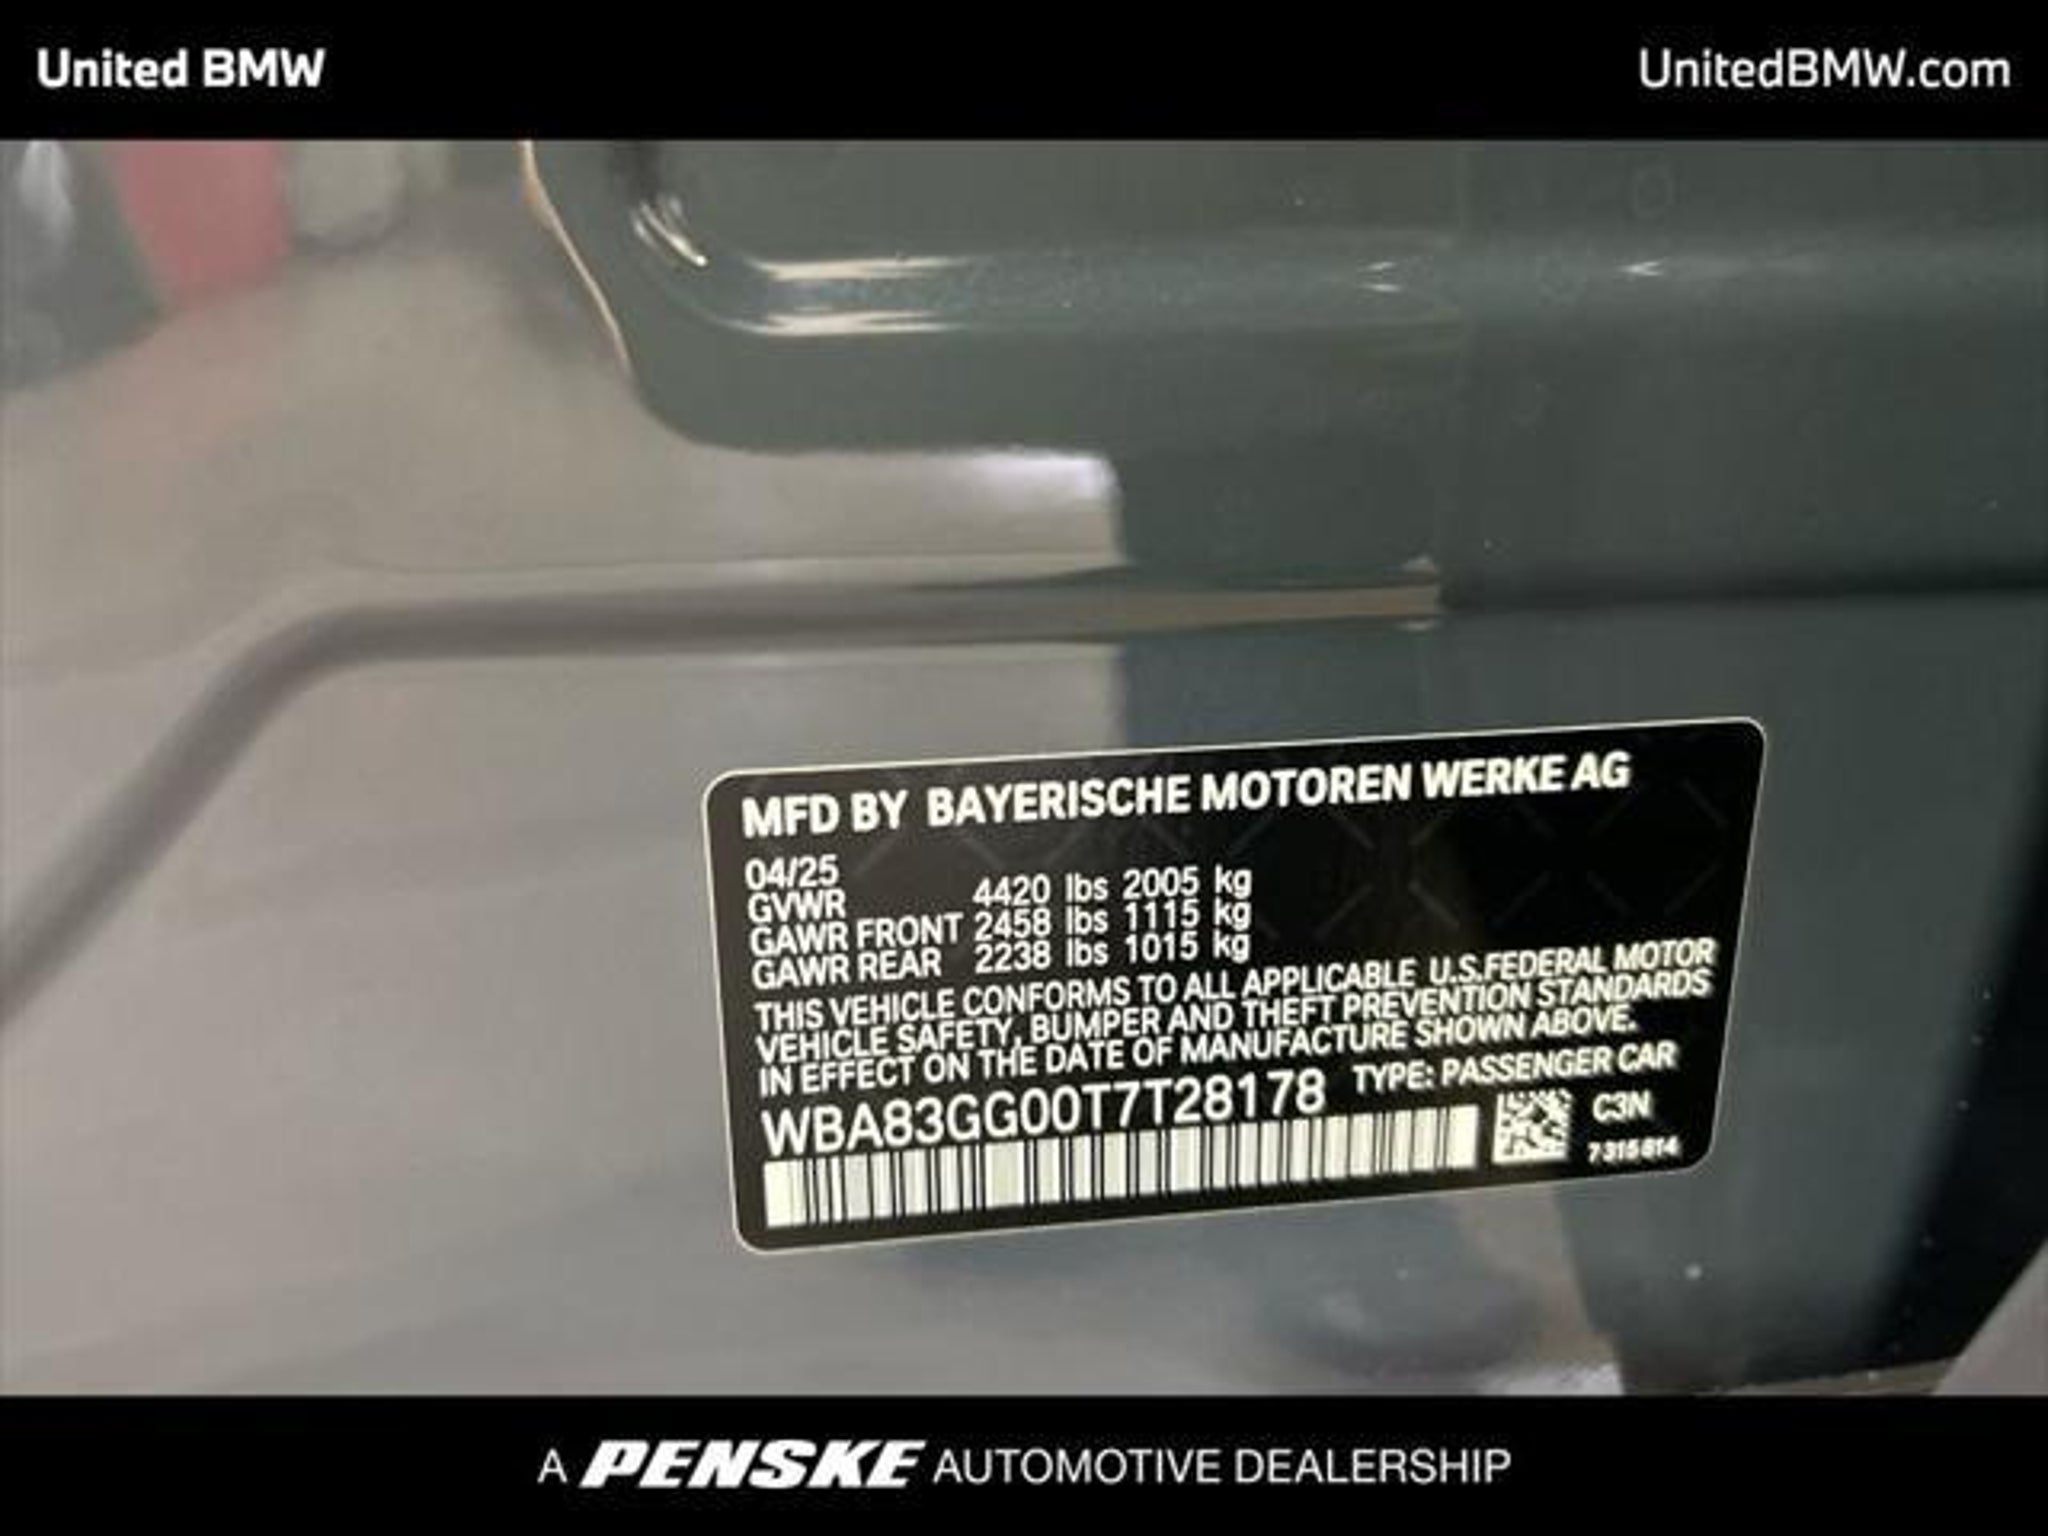 United BMW
UnitedBMW.com
MFD BY BAYERISCHE MOTOREN WERKE AG
04/25
GVWR 4420 lbs 2005 kg
GAWR FRONT 2458 lbs 1115 kg
GAWR REAR 2238 lbs 1015 kg
THIS VEHICLE CONFORMS TO ALL APPLICABLE U.S.FEDERAL MOTOR
VEHICLE SAFETY, BUMPER AND THEFT PREVENTION STANDARDS
IN EFFECT ON THE DATE OF MANUFACTURE SHOWN ABOVE.
WBA83GG00T7T28178 TYPE: PASSENGER CAR
C3N
7 315 614
A PENSKE AUTOMOTIVE DEALERSHIP